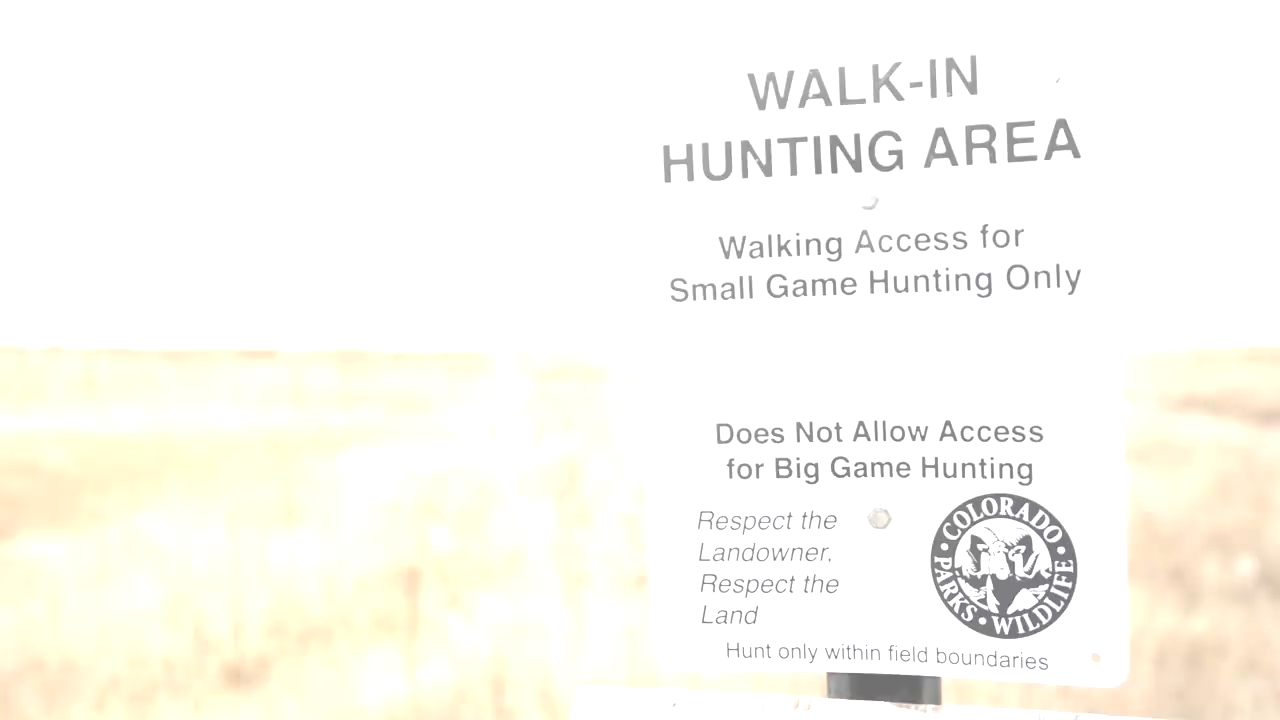 WALK-IN
HUNTING AREA
Walking Access for
Small Game Hunting Only
Does Not Allow Access
for Big Game Hunting
Respect the
Landowner,
Respect the
Land
COLORADO
PARKS • WILDLIFE
Hunt only within field boundaries